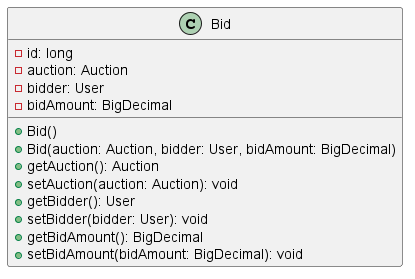 C Bid
id: long
auction: Auction
bidder: User
bidAmount: BigDecimal
Bid()
Bid(auction: Auction, bidder: User, bidAmount: BigDecimal)
getAuction(): Auction
setAuction(auction: Auction): void
getBidder(): User
setBidder(bidder: User): void
getBidAmount(): BigDecimal
setBidAmount(bidAmount: BigDecimal): void